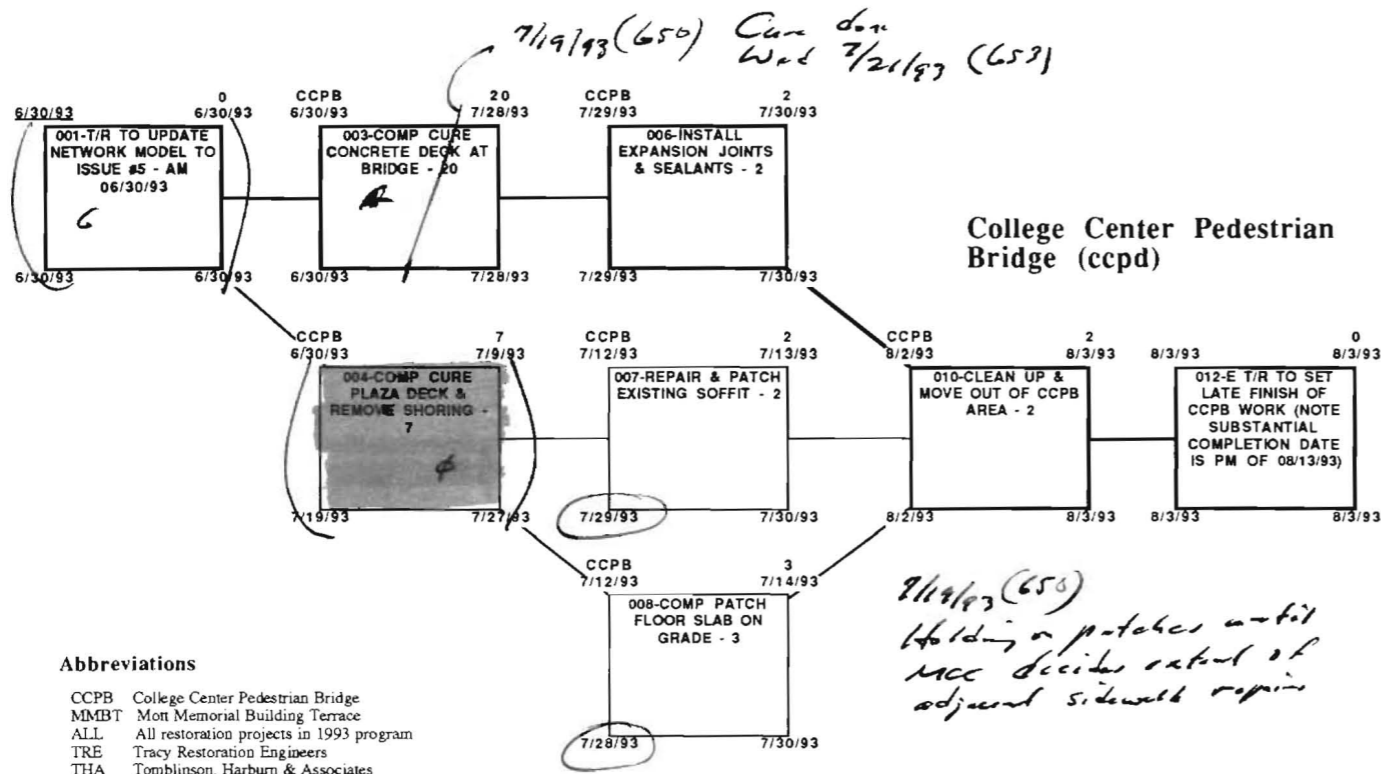 7/19/93 (650) Cure done
Wed 7/21/93 (653)
0
6/30/93 6/30/93
001-T/R TO UPDATE
NETWORK MODEL TO
ISSUE #5 - AM
06/30/93
6
6/30/93 6/30/93
CCPB 20
6/30/93 7/28/93
003-COMP CURE
CONCRETE DECK AT
BRIDGE - 20
6/30/93 7/28/93
CCPB 2
7/29/93 7/30/93
006-INSTALL
EXPANSION JOINTS
& SEALANTS - 2
7/29/93 7/30/93
College Center Pedestrian
Bridge (ccpd)
CCPB 7
6/30/93 7/9/93
004-COMP CURE
PLAZA DECK &
REMOVE SHORING -
7
7/19/93 7/27/93
CCPB 2
7/12/93 7/13/93
007-REPAIR & PATCH
EXISTING SOFFIT - 2
7/29/93 7/30/93
CCPB 2
8/2/93 8/3/93
010-CLEAN UP &
MOVE OUT OF CCPB
AREA - 2
8/2/93 8/3/93
0
8/3/93 8/3/93
012-E T/R TO SET
LATE FINISH OF
CCPB WORK (NOTE
SUBSTANTIAL
COMPLETION DATE
IS PM OF 08/13/93)
8/3/93 8/3/93
CCPB 3
7/12/93 7/14/93
008-COMP PATCH
FLOOR SLAB ON
GRADE - 3
7/28/93 7/30/93
7/19/93 (650)
Holding on patches until
MCC decides extent of
adjacent sidewalk repairs
Abbreviations
CCPB College Center Pedestrian Bridge
MMBT Mott Memorial Building Terrace
ALL All restoration projects in 1993 program
TRE Tracy Restoration Engineers
THA Tomblinson, Harburn & Associates